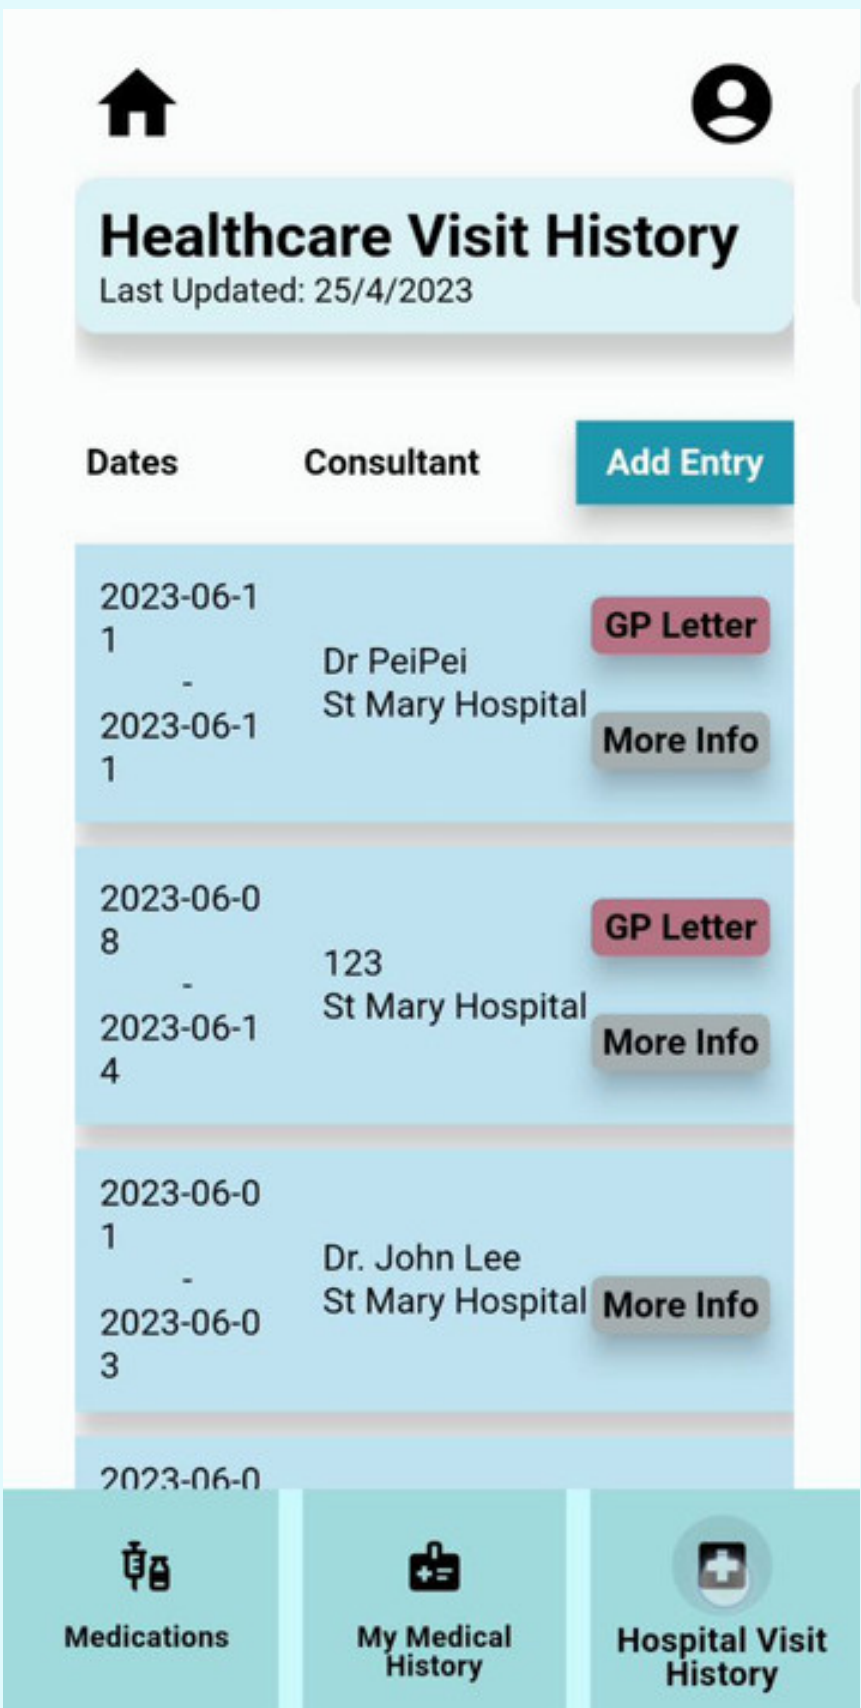 Healthcare Visit History
Last Updated: 25/4/2023
Dates Consultant Add Entry
2023-06-1
1
-
2023-06-1
1
Dr PeiPei
St Mary Hospital
GP Letter
More Info
2023-06-0
8
-
2023-06-1
4
123
St Mary Hospital
GP Letter
More Info
2023-06-0
1
-
2023-06-0
3
Dr. John Lee
St Mary Hospital
More Info
2023-06-0
Medications
My Medical
History
Hospital Visit
History